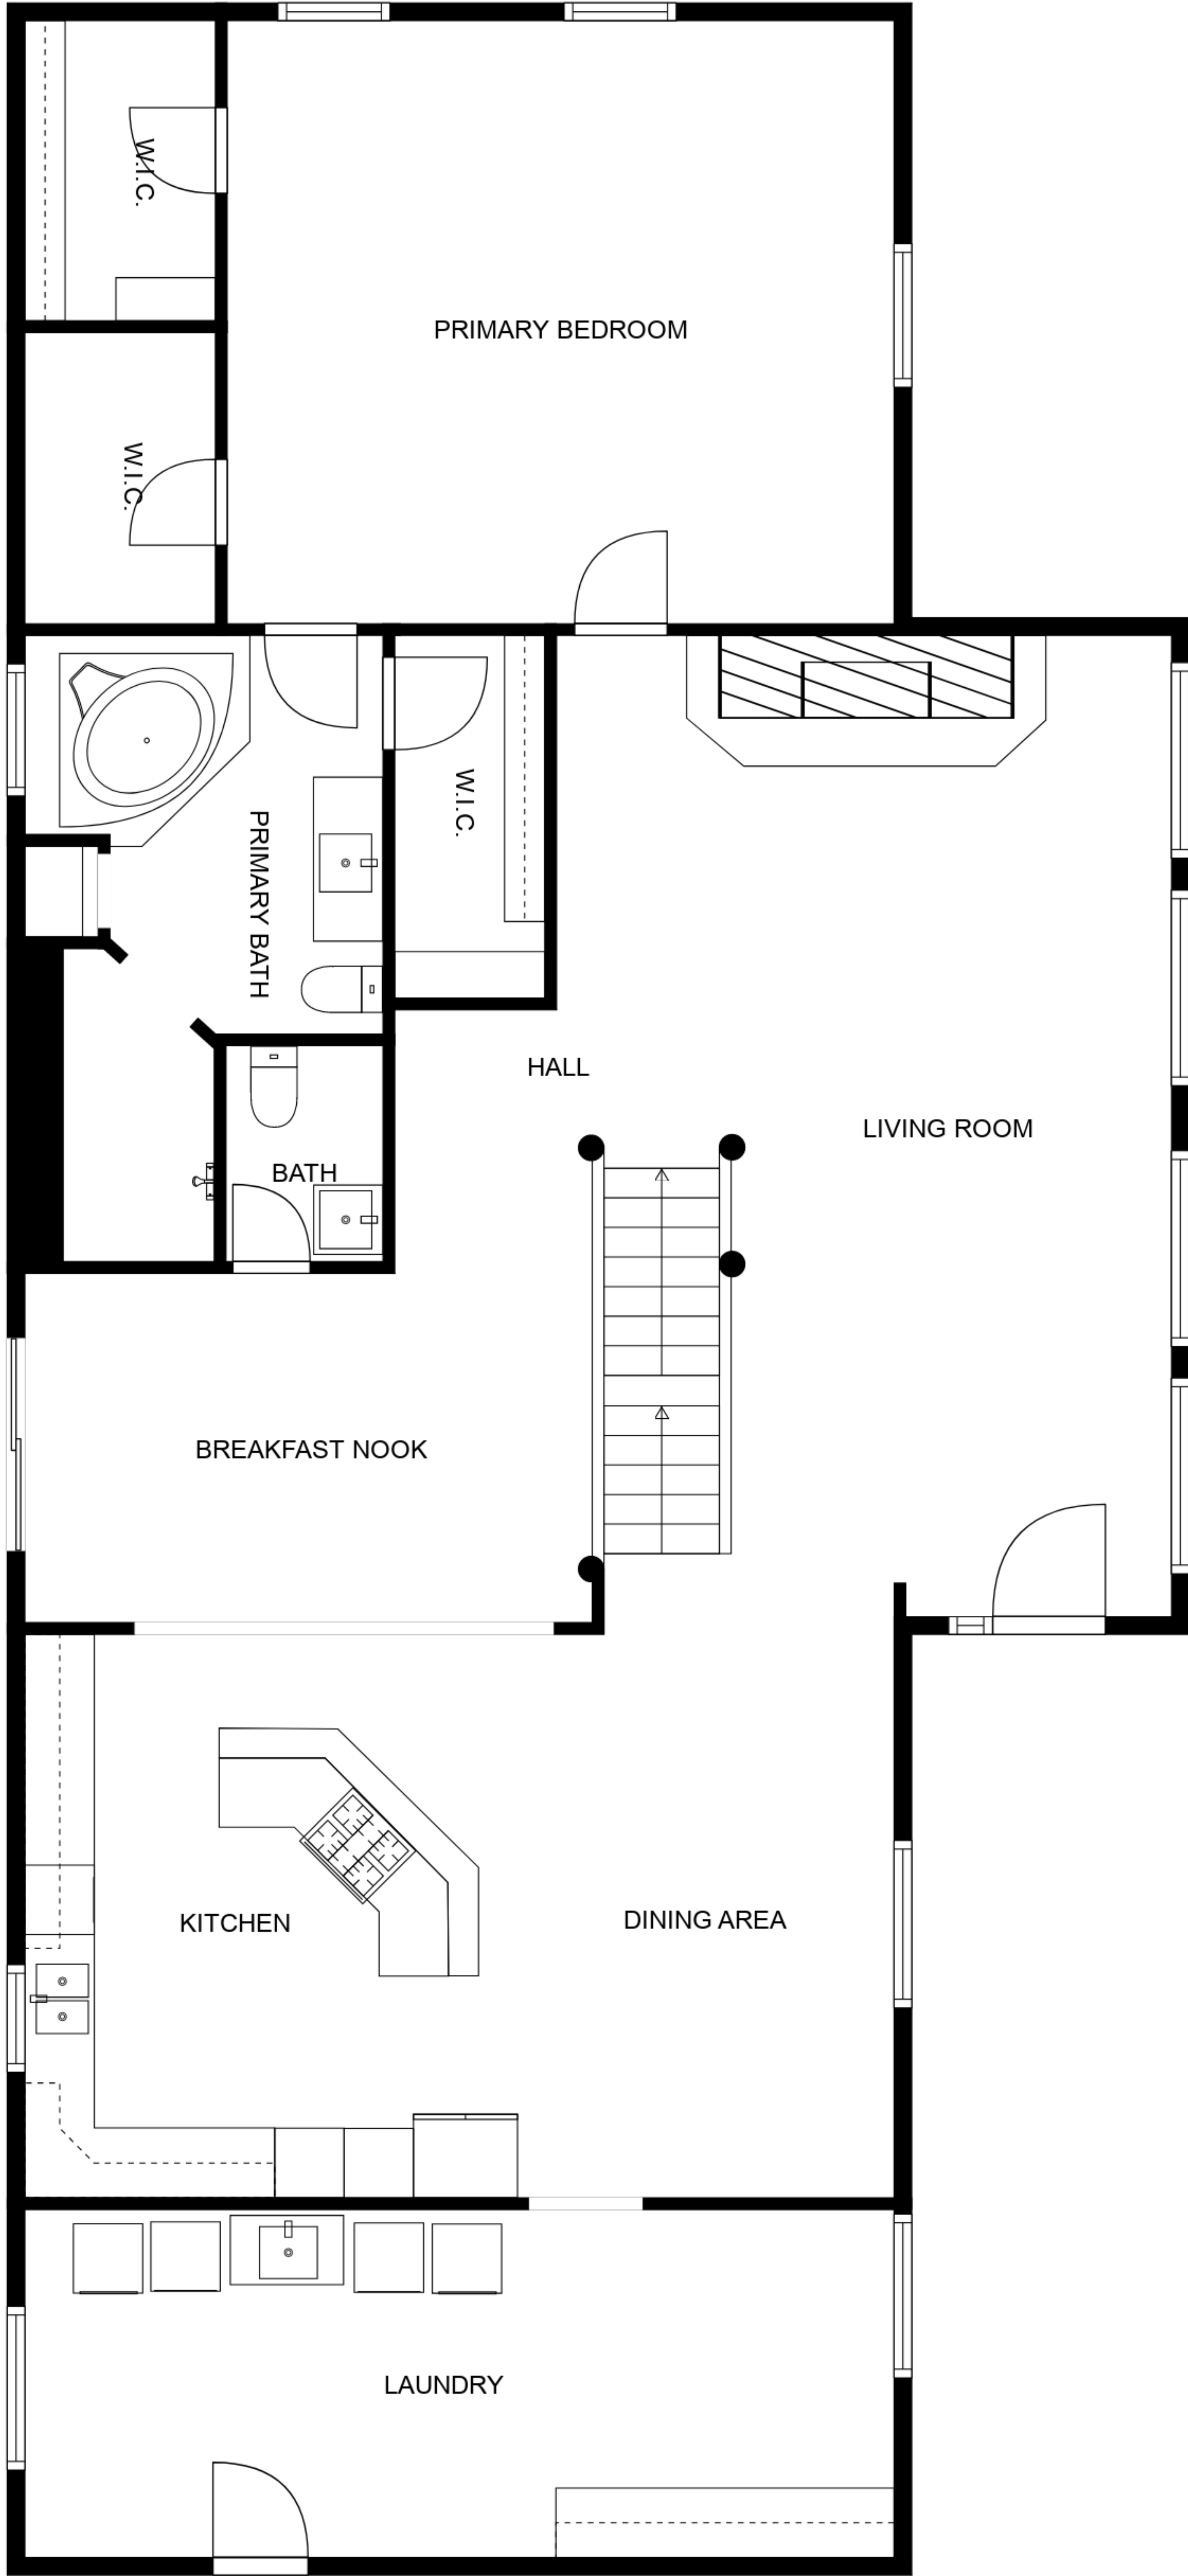 W.I.C.
PRIMARY BEDROOM
W.I.C.
W.I.C.
PRIMARY BATH
HALL
LIVING ROOM
BATH
BREAKFAST NOOK
KITCHEN
DINING AREA
LAUNDRY